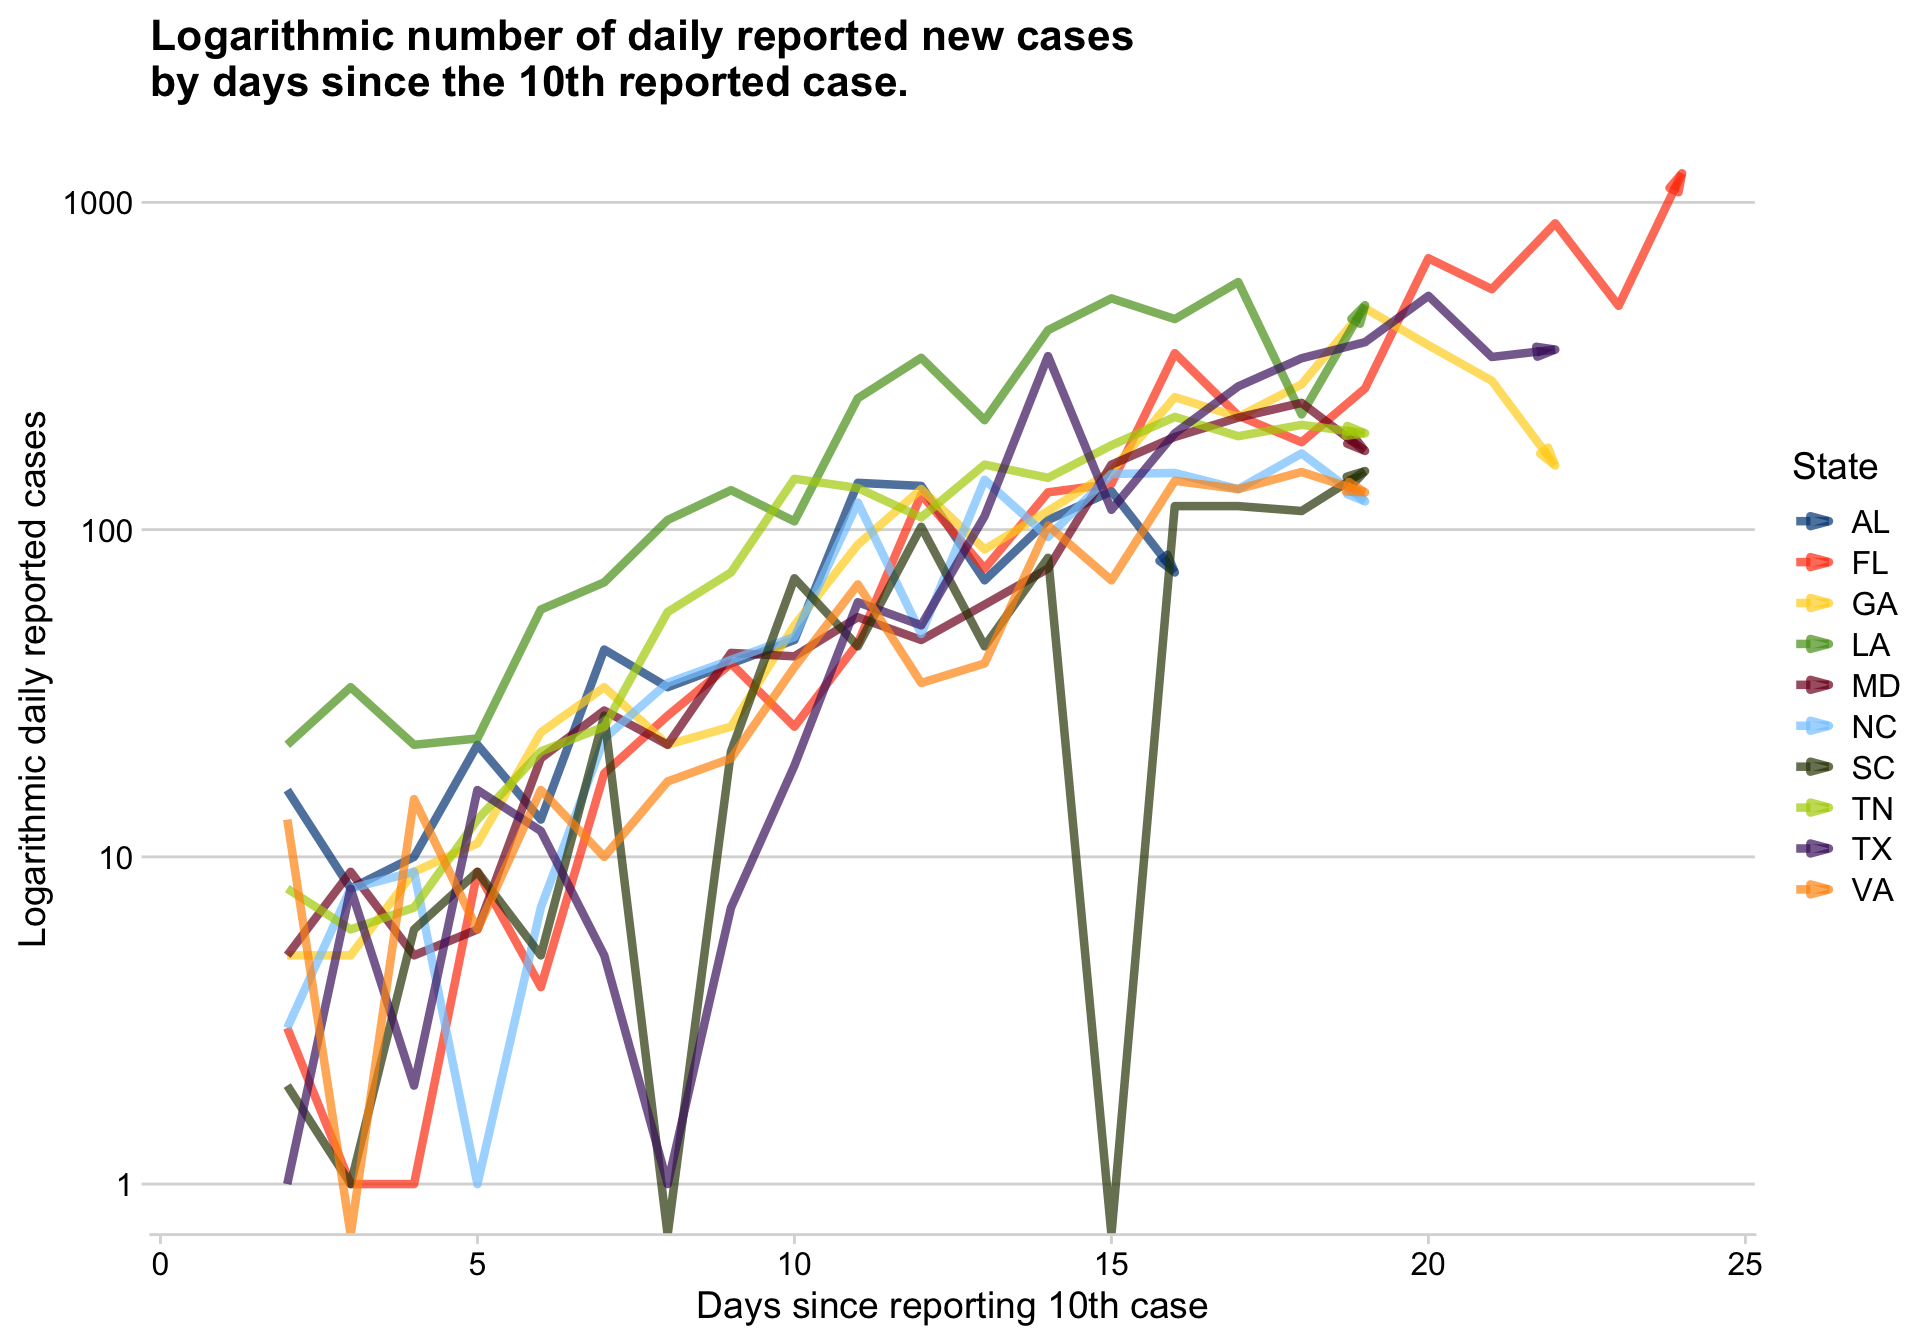 Logarithmic number of daily reported new cases
by days since the 10th reported case.
1000
100
10
1
Logarithmic daily reported cases
0
5
10
15
20
25
Days since reporting 10th case
State
AL
FL
GA
LA
MD
NC
SC
TN
TX
VA